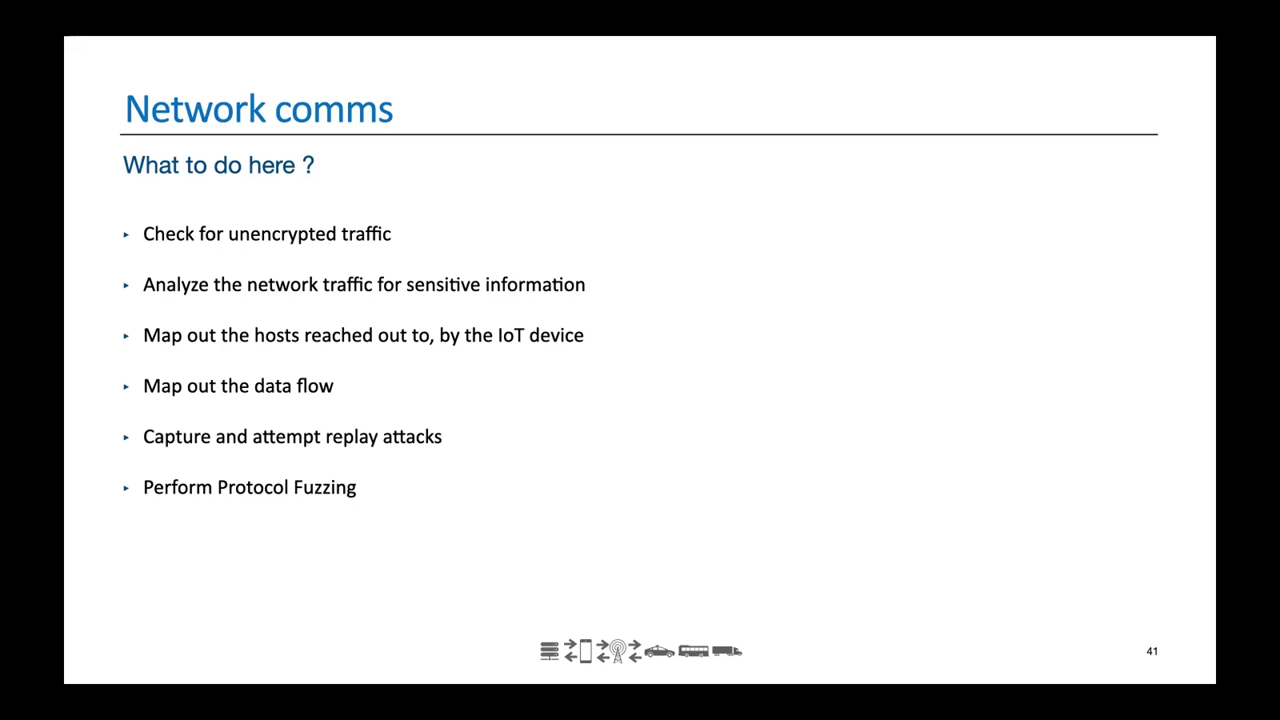 Network comms
What to do here ?
‣ Check for unencrypted traffic
‣ Analyze the network traffic for sensitive information
‣ Map out the hosts reached out to, by the IoT device
‣ Map out the data flow
‣ Capture and attempt replay attacks
‣ Perform Protocol Fuzzing
41